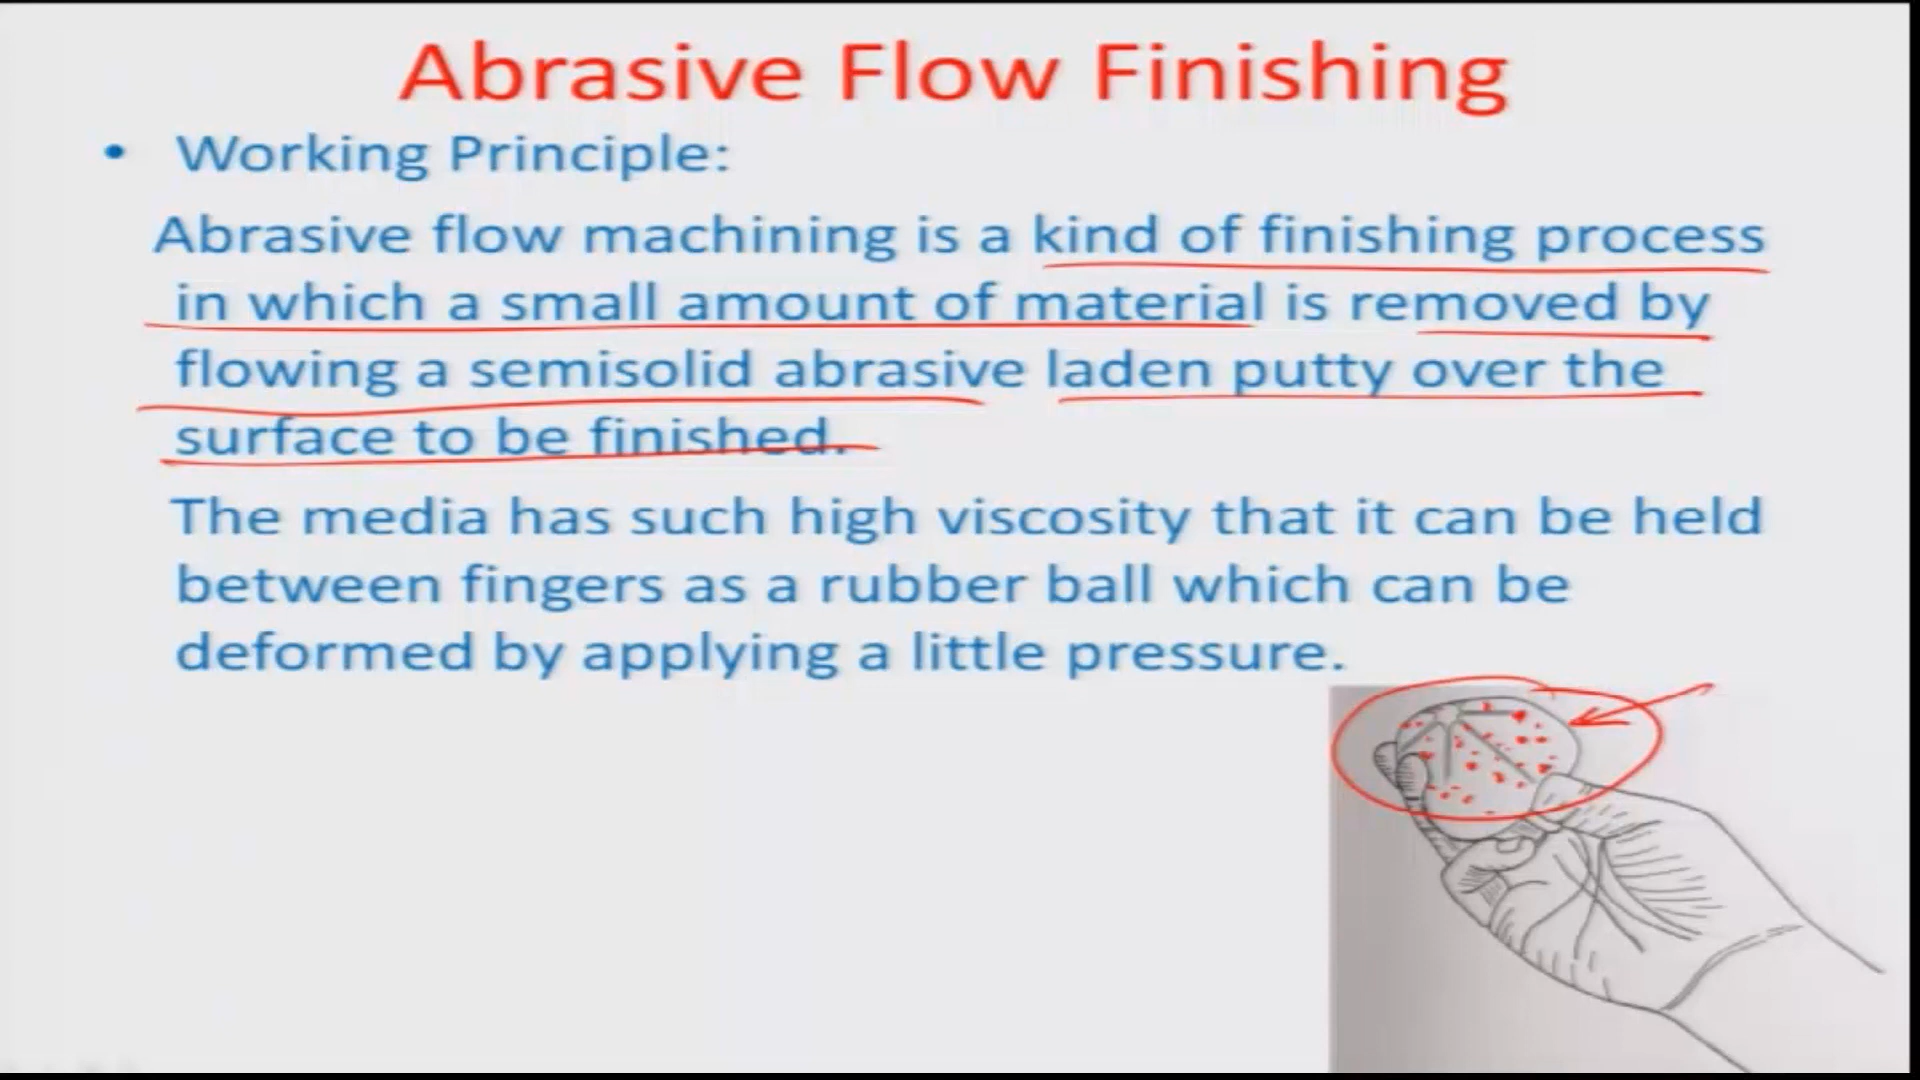 Abrasive Flow Finishing
• Working Principle:
Abrasive flow machining is a kind of finishing process
in which a small amount of material is removed by
flowing a semisolid abrasive laden putty over the
surface to be finished.
The media has such high viscosity that it can be held
between fingers as a rubber ball which can be
deformed by applying a little pressure.